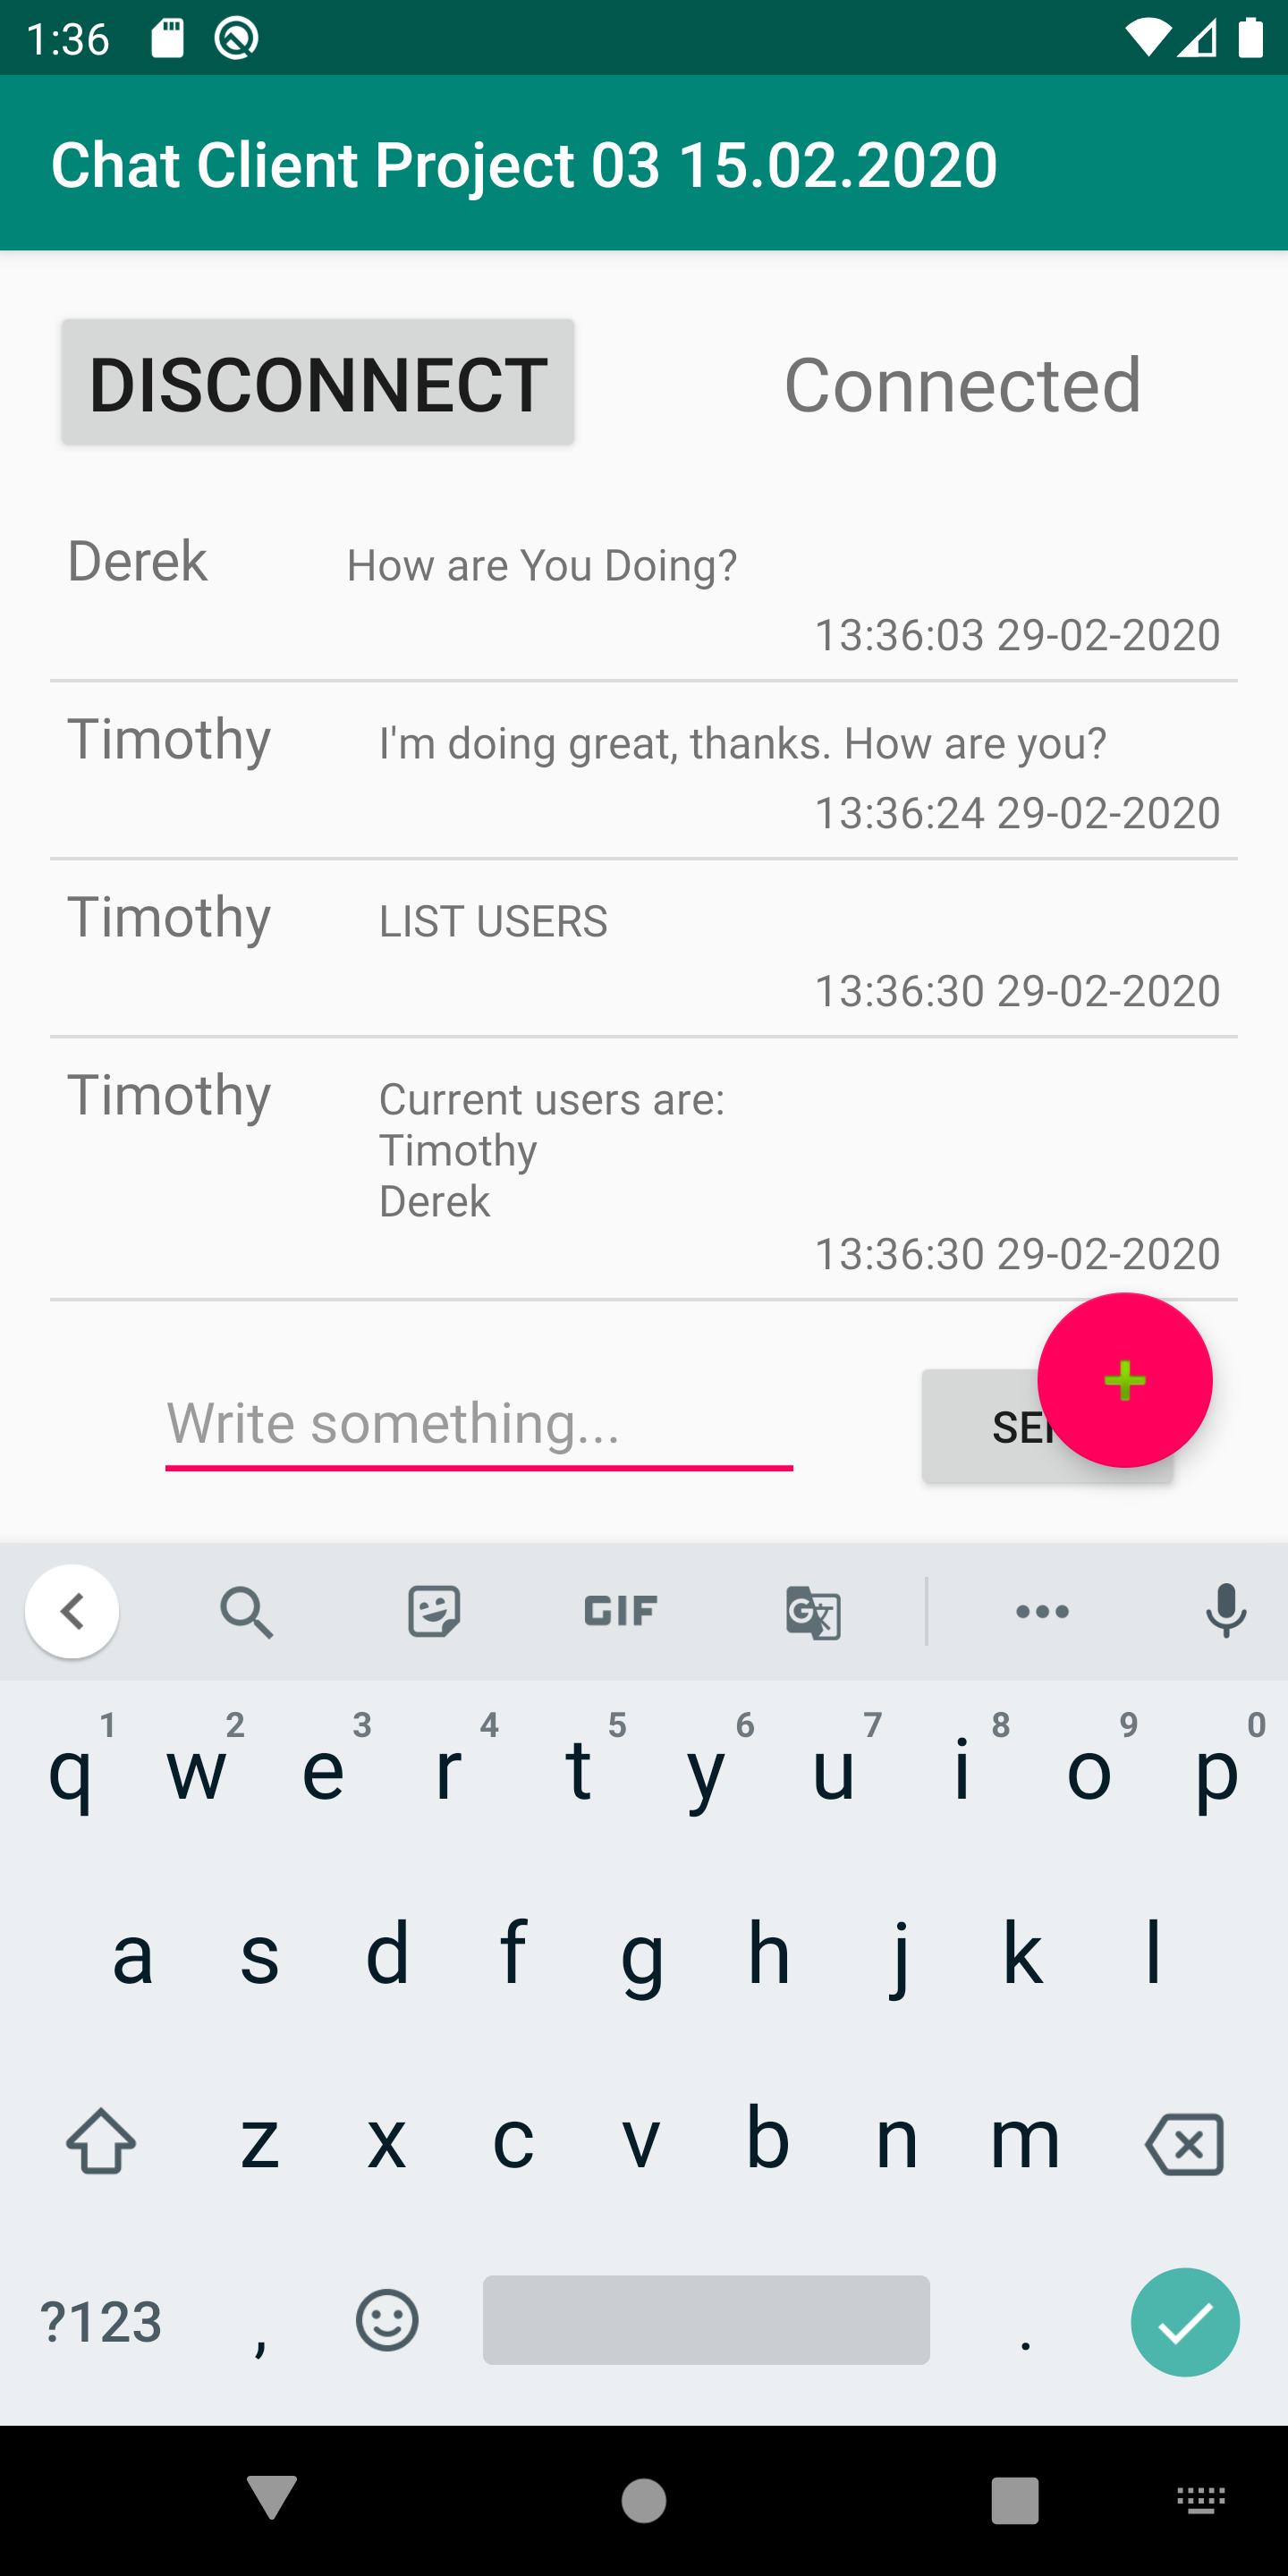 1:36
Chat Client Project 03 15.02.2020
DISCONNECT
Connected
Derek
How are You Doing?
13:36:03 29-02-2020
Timothy
I'm doing great, thanks. How are you?
13:36:24 29-02-2020
Timothy
LIST USERS
13:36:30 29-02-2020
Timothy
Current users are:
Timothy
Derek
13:36:30 29-02-2020
Write something...
GIF
1 2 3 4 5 6 7 8 9 0
q w e r t y u i o p
a s d f g h j k l
z x c v b n m
?123 , .